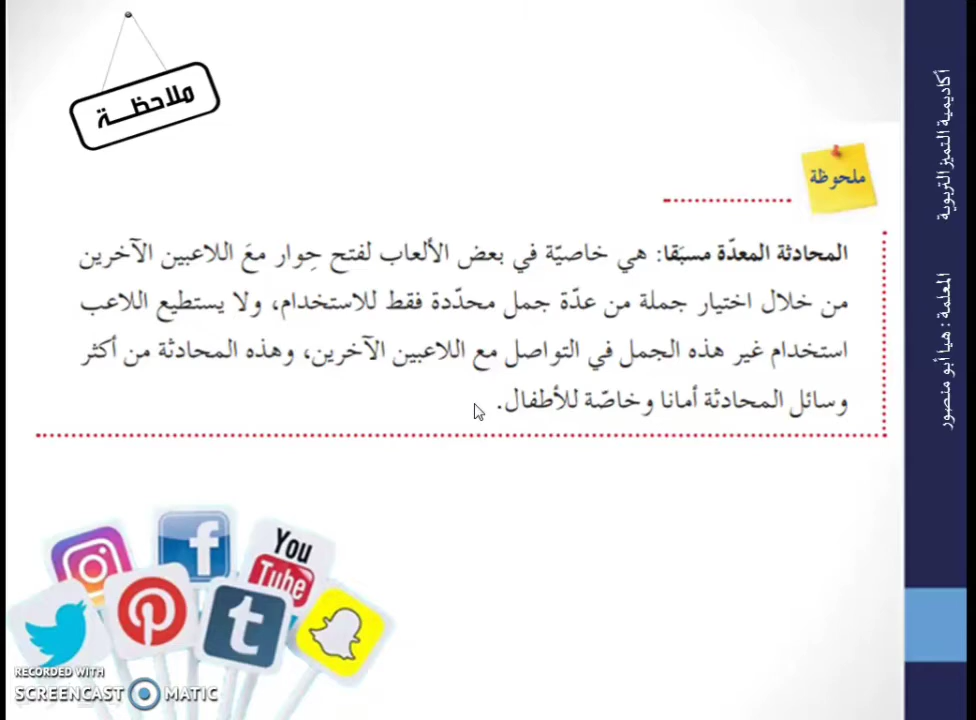 ملاحظـــة
ملحوظة
المحادثة المعدّة مسبَقا: هي خاصيّة في بعض الألعاب لفتح حِوار معَ اللاعبين الآخرين
من خلال اختيار جملة من عدّة جمل محدّدة فقط للاستخدام، ولا يستطيع اللاعب
استخدام غير هذه الجمل في التواصل مع اللاعبين الآخرين، وهذه المحادثة من أكثر
وسائل المحادثة أمانا وخاصّة للأطفال.
أكاديمية التميز التربوية
المعلمة : هيا أبو منصور
You
Tube
RECORDED WITH
SCREENCAST MATIC